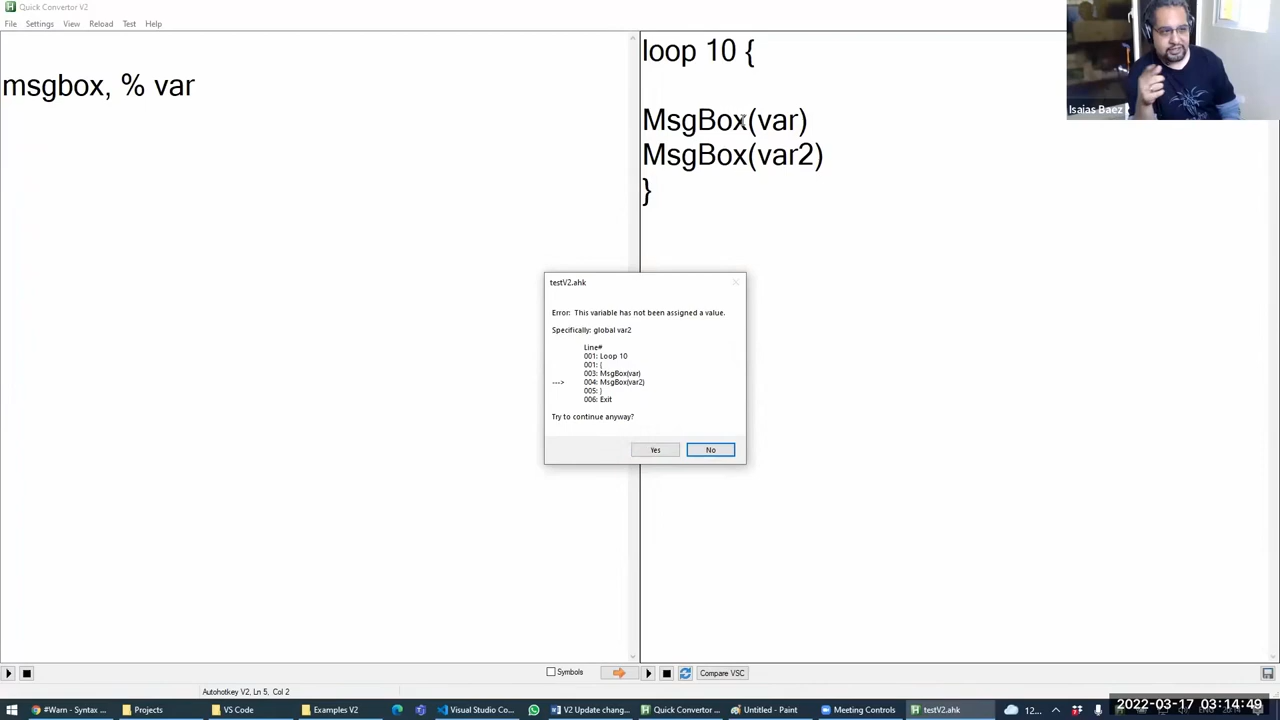 Quick Convertor V2
File Settings View Reload Test Help
msgbox, % var
loop 10 {
MsgBox(var)
MsgBox(var2)
}
Isaias Baez
testV2.ahk
Error: This variable has not been assigned a value.
Specifically: global var2
Line#
001: Loop 10
001: {
003: MsgBox(var)
---> 004: MsgBox(var2)
005: }
006: Exit
Try to continue anyway?
Yes No
Symbols Compare VSC
Autohotkey V2, Ln 5, Col 2
#Warn - Syntax ... Projects VS Code Examples V2 Visual Studio Co... V2 Update chang... Quick Convertor ... Untitled - Paint Meeting Controls testV2.ahk 12...
2022-03-17 03:14:49